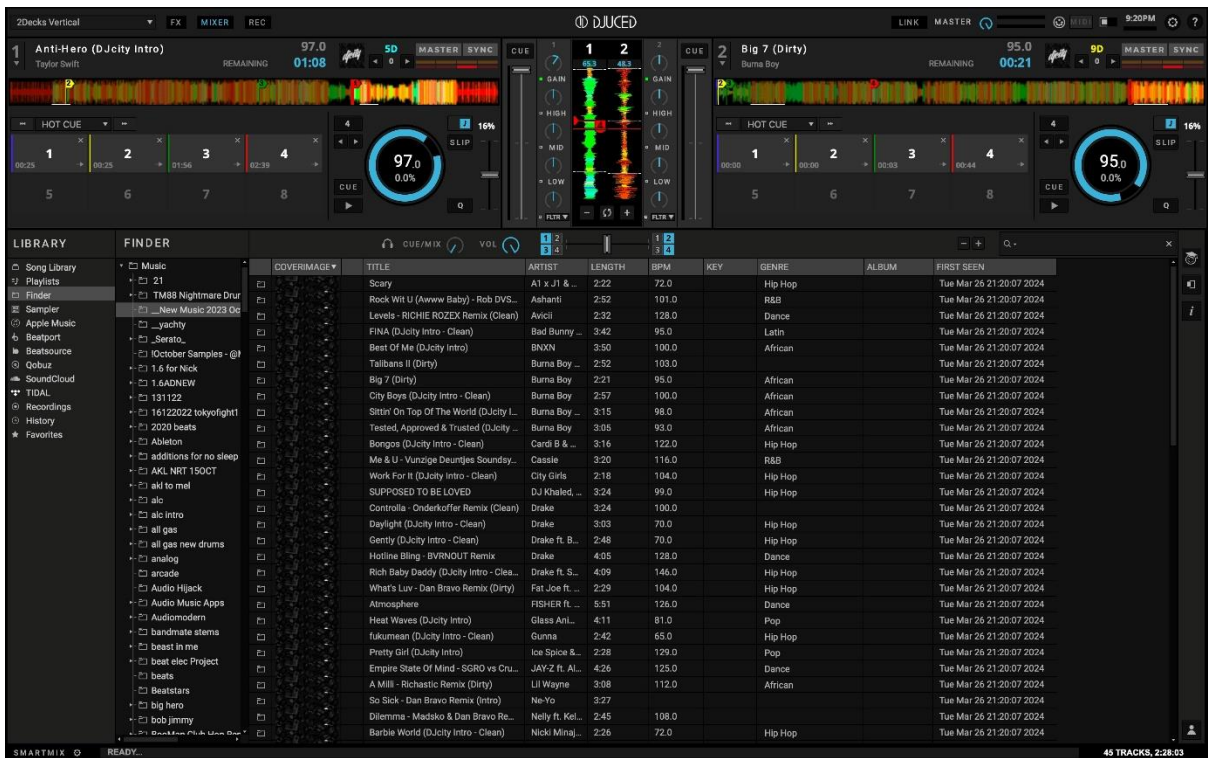 2Decks Vertical ▼ FX MIXER REC DJUCED LINK MASTER MIDI 9:20PM ?
1 Anti-Hero (DJcity Intro) 97.0 5D MASTER SYNC
Taylor Swift REMAINING 01:08 0
CUE 1 1 2 2 CUE
65.3 48.3
2 Big 7 (Dirty) 95.0 9D MASTER SYNC
Burna Boy REMAINING 00:21 0
GAIN GAIN
HIGH HIGH
MID MID
LOW LOW
FLTR ▼ - + FLTR ▼
HOT CUE ▼ 4 16%
SLIP
1 2 3 4
00:25 00:25 01:56 02:39
97.0
0.0%
5 6 7 8
CUE
Q
HOT CUE ▼ 4 16%
SLIP
1 2 3 4
00:00 00:00 00:03 00:44
95.0
0.0%
5 6 7 8
CUE
Q
LIBRARY FINDER CUE/MIX VOL 1 2 3 4 1 2 3 4 - +
Song Library
Playlists
Finder
Sampler
Apple Music
Beatport
Beatsource
Qobuz
SoundCloud
TIDAL
Recordings
History
Favorites
Music
21
TM88 Nightmare Drur
__New Music 2023 Oc
__yachty
_Serato_
!October Samples - @
1.6 for Nick
1.6ADNEW
131122
16122022 tokyofight1
2020 beats
Ableton
additions for no sleep
AKL NRT 15OCT
akl to mel
alc
alc intro
all gas
all gas new drums
analog
arcade
Audio Hijack
Audio Music Apps
Audiomodern
bandmate stems
beast in me
beat elec Project
beats
Beatstars
big hero
bob jimmy
COVERIMAGE▼ TITLE ARTIST LENGTH BPM KEY GENRE ALBUM FIRST SEEN
Scary A1 x J1 & ... 2:22 72.0 Hip Hop Tue Mar 26 21:20:07 2024
Rock Wit U (Awww Baby) - Rob DVS... Ashanti 2:52 101.0 R&B Tue Mar 26 21:20:07 2024
Levels - RICHIE ROZEX Remix (Clean) Avicii 2:32 128.0 Dance Tue Mar 26 21:20:07 2024
FINA (DJcity Intro - Clean) Bad Bunny ... 3:42 95.0 Latin Tue Mar 26 21:20:07 2024
Best Of Me (DJcity Intro) BNXN 3:50 100.0 African Tue Mar 26 21:20:07 2024
Talibans II (Dirty) Burna Boy ... 2:52 103.0 Tue Mar 26 21:20:07 2024
Big 7 (Dirty) Burna Boy 2:21 95.0 African Tue Mar 26 21:20:07 2024
City Boys (DJcity Intro - Clean) Burna Boy 2:57 100.0 African Tue Mar 26 21:20:07 2024
Sittin' On Top Of The World (DJcity I... Burna Boy ... 3:15 98.0 African Tue Mar 26 21:20:07 2024
Tested, Approved & Trusted (DJcity ... Burna Boy 3:05 93.0 African Tue Mar 26 21:20:07 2024
Bongos (DJcity Intro - Clean) Cardi B & ... 3:16 122.0 Hip Hop Tue Mar 26 21:20:07 2024
Me & U - Vunzige Deuntjes Soundsy... Cassie 3:20 116.0 R&B Tue Mar 26 21:20:07 2024
Work For It (DJcity Intro - Clean) City Girls 2:18 104.0 Hip Hop Tue Mar 26 21:20:07 2024
SUPPOSED TO BE LOVED DJ Khaled, ... 3:24 99.0 Hip Hop Tue Mar 26 21:20:07 2024
Controlla - Onderkoffer Remix (Clean) Drake 3:24 100.0 Tue Mar 26 21:20:07 2024
Daylight (DJcity Intro - Clean) Drake 3:03 70.0 Hip Hop Tue Mar 26 21:20:07 2024
Gently (DJcity Intro - Clean) Drake ft. B... 2:48 70.0 Hip Hop Tue Mar 26 21:20:07 2024
Hotline Bling - BVRNOUT Remix Drake 4:05 128.0 Dance Tue Mar 26 21:20:07 2024
Rich Baby Daddy (DJcity Intro - Clea... Drake ft. S... 4:09 146.0 Hip Hop Tue Mar 26 21:20:07 2024
What's Luv - Dan Bravo Remix (Dirty) Fat Joe ft. ... 2:29 104.0 Hip Hop Tue Mar 26 21:20:07 2024
Atmosphere FISHER ft. ... 5:51 126.0 Dance Tue Mar 26 21:20:07 2024
Heat Waves (DJcity Intro) Glass Ani... 4:11 81.0 Pop Tue Mar 26 21:20:07 2024
fukumean (DJcity Intro - Clean) Gunna 2:42 65.0 Hip Hop Tue Mar 26 21:20:07 2024
Pretty Girl (DJcity Intro) Ice Spice &... 2:28 129.0 Pop Tue Mar 26 21:20:07 2024
Empire State Of Mind - SGRO vs Cru... JAY-Z ft. Al... 4:26 125.0 Dance Tue Mar 26 21:20:07 2024
A Milli - Richastic Remix (Dirty) Lil Wayne 3:08 112.0 African Tue Mar 26 21:20:07 2024
So Sick - Dan Bravo Remix (Intro) Ne-Yo 3:27 Tue Mar 26 21:20:07 2024
Dilemma - Madsko & Dan Bravo Re... Nelly ft. Kel... 2:45 108.0 Tue Mar 26 21:20:07 2024
Barbie World (DJcity Intro - Clean) Nicki Minaj... 2:26 72.0 Hip Hop Tue Mar 26 21:20:07 2024
SMARTMIX READY... 45 TRACKS, 2:28:03